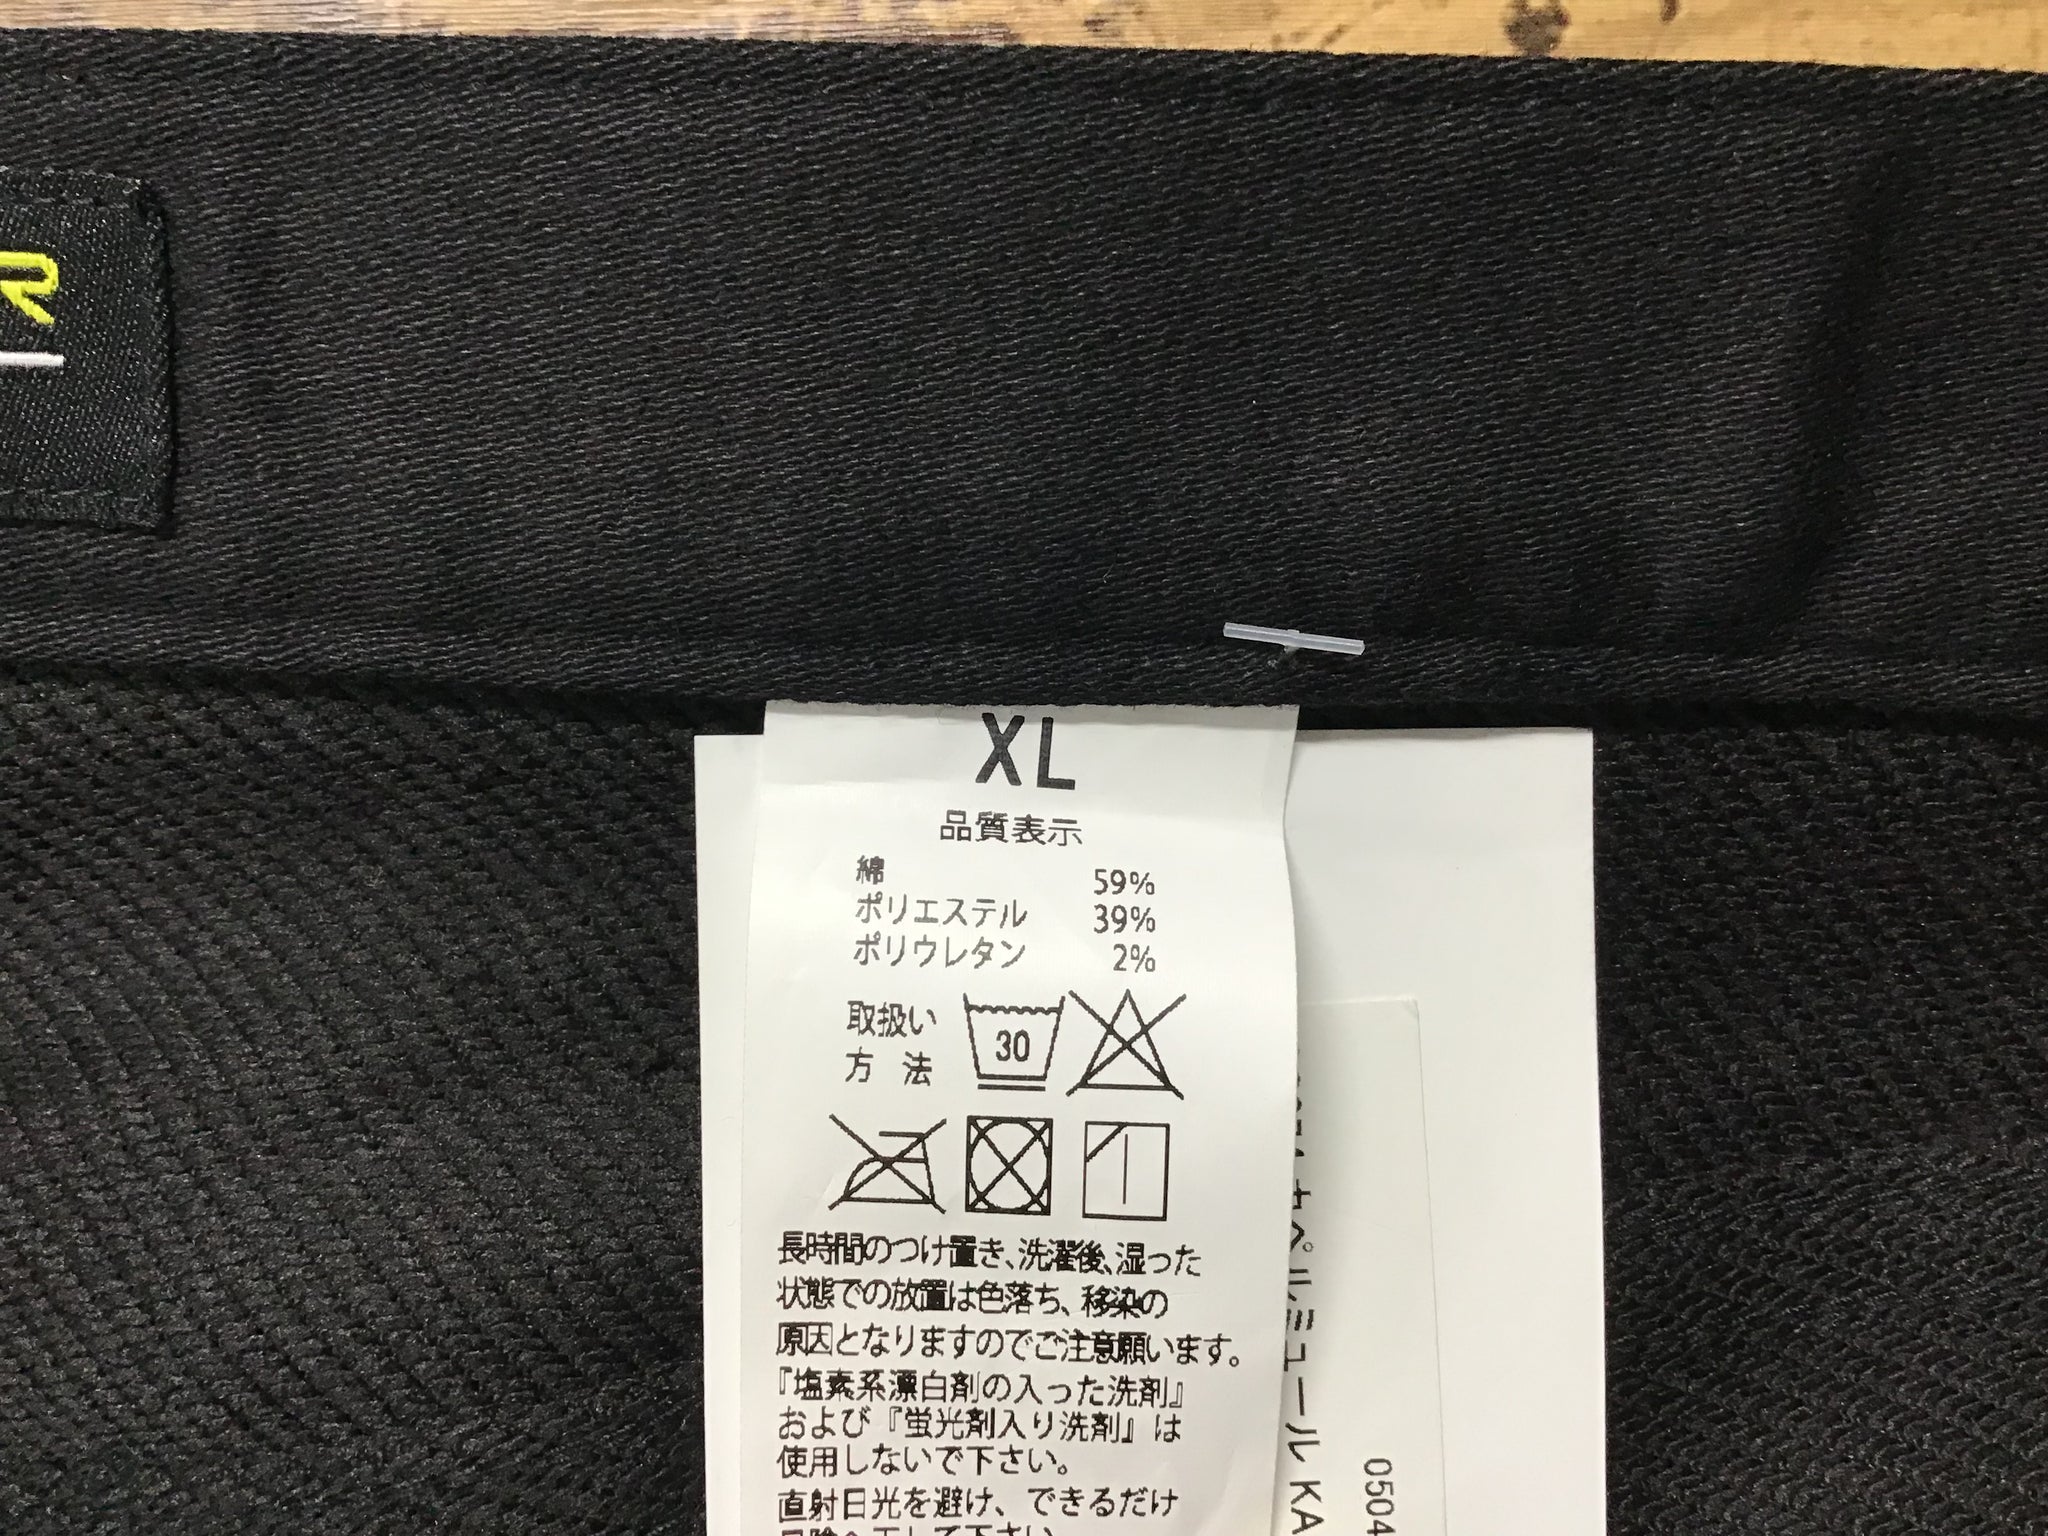 R
XL
品質表示
綿 59%
ポリエステル 39%
ポリウレタン 2%
取扱い
方 法
30
長時間のつけ置き、洗濯後、湿った
状態での放置は色落ち、移染の
原因となりますのでご注意願います。
『塩素系漂白剤の入った洗剤』
および『蛍光剤入り洗剤』は
使用しないで下さい。
直射日光を避け、できるだけ
ミュール KA
0504